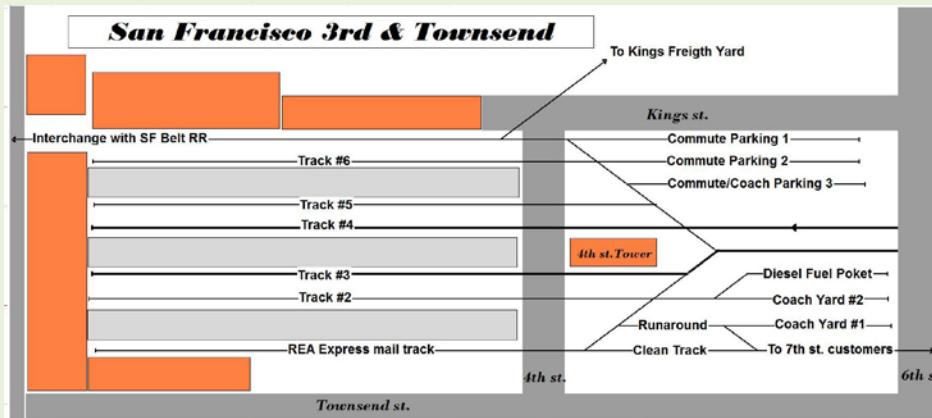 San Francisco 3rd & Townsend
To Kings Freigth Yard
Kings st.
Interchange with SF Belt RR
Commute Parking 1
Track #6
Commute Parking 2
Commute/Coach Parking 3
Track #5
Track #4
4th st.Tower
Track #3
Diesel Fuel Poket
Track #2
Coach Yard #2
Runaround
Coach Yard #1
REA Express mail track
Clean Track
To 7th st. customers
4th st.
6th s
Townsend st.